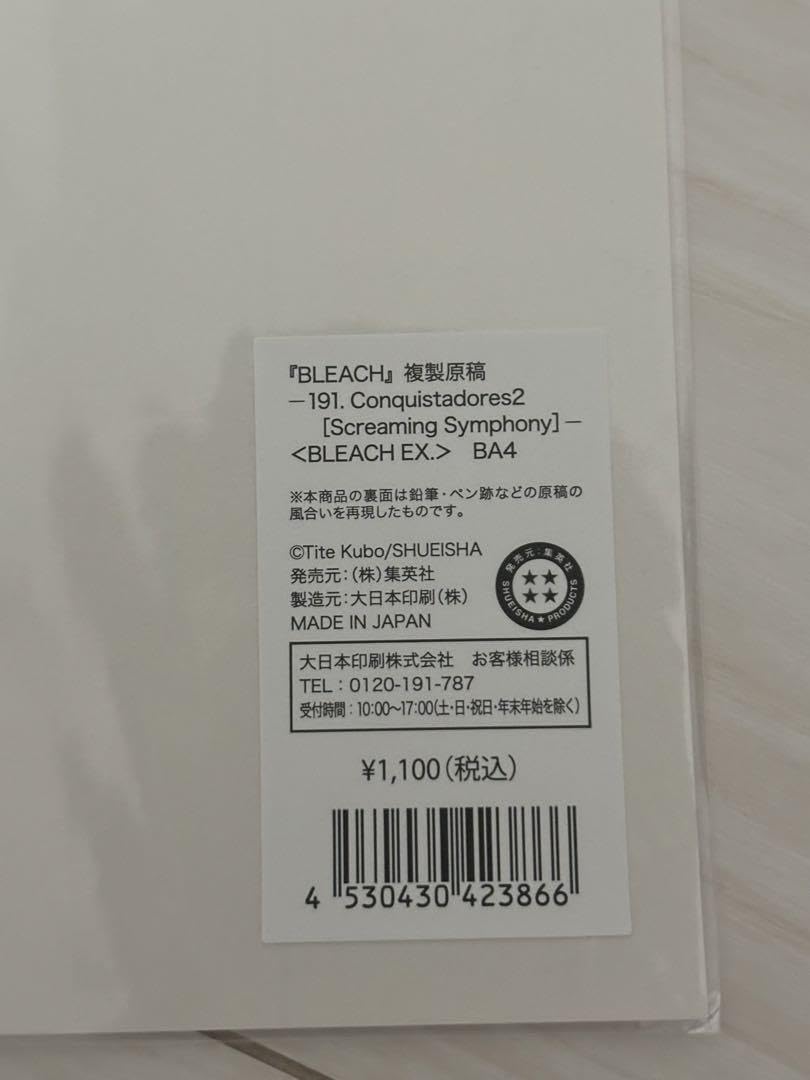 『BLEACH』複製原稿
－191. Conquistadores2
[Screaming Symphony]－
＜BLEACH EX.＞ BA4
※本商品の裏面は鉛筆・ペン跡などの原稿の
風合いを再現したものです。
©Tite Kubo/SHUEISHA
発売元：(株)集英社
製造元：大日本印刷(株)
MADE IN JAPAN
発売元：集英社
★★
★★
SHUEISHA★PRODUCTS
大日本印刷株式会社 お客様相談係
TEL：0120-191-787
受付時間：10:00〜17:00(土・日・祝日・年末年始を除く)
¥1,100(税込)
4 530430 423866